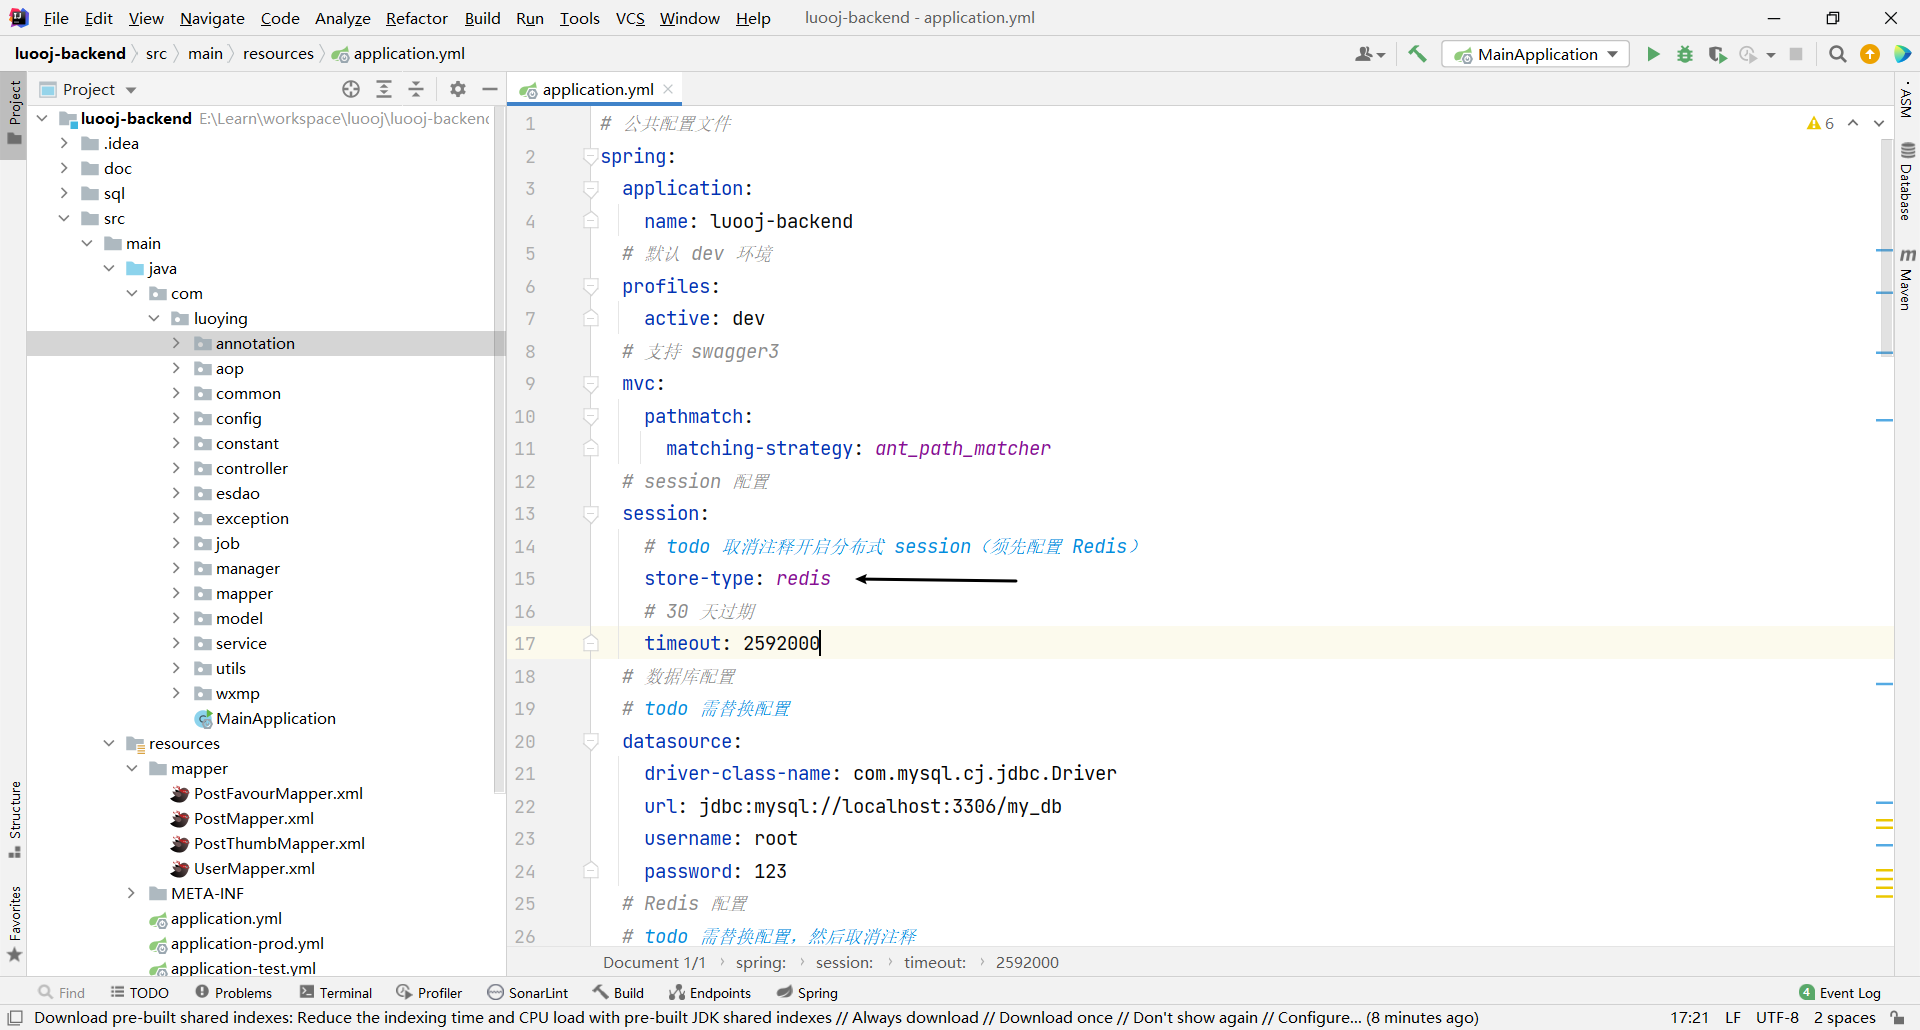 File Edit View Navigate Code Analyze Refactor Build Run Tools VCS Window Help luooj-backend - application.yml
luooj-backend src main resources application.yml MainApplication
Project application.yml
luooj-backend E:\Learn\workspace\luooj\luooj-backend
.idea
doc
sql
src
main
java
com
luoying
annotation
aop
common
config
constant
controller
esdao
exception
job
manager
mapper
model
service
utils
wxmp
MainApplication
resources
mapper
PostFavourMapper.xml
PostMapper.xml
PostThumbMapper.xml
UserMapper.xml
META-INF
application.yml
application-prod.yml
application-test.yml
Project
Structure
Favorites
1 # 公共配置文件
2 spring:
3 application:
4 name: luooj-backend
5 # 默认 dev 环境
6 profiles:
7 active: dev
8 # 支持 swagger3
9 mvc:
10 pathmatch:
11 matching-strategy: ant_path_matcher
12 # session 配置
13 session:
14 # todo 取消注释开启分布式 session（须先配置 Redis）
15 store-type: redis
16 # 30 天过期
17 timeout: 2592000
18 # 数据库配置
19 # todo 需替换配置
20 datasource:
21 driver-class-name: com.mysql.cj.jdbc.Driver
22 url: jdbc:mysql://localhost:3306/my_db
23 username: root
24 password: 123
25 # Redis 配置
26 # todo 需替换配置，然后取消注释
6
ASM
Database
m Maven
Document 1/1 spring: session: timeout: 2592000
Find TODO Problems Terminal Profiler SonarLint Build Endpoints Spring 4 Event Log
Download pre-built shared indexes: Reduce the indexing time and CPU load with pre-built JDK shared indexes // Always download // Download once // Don't show again // Configure... (8 minutes ago) 17:21 LF UTF-8 2 spaces